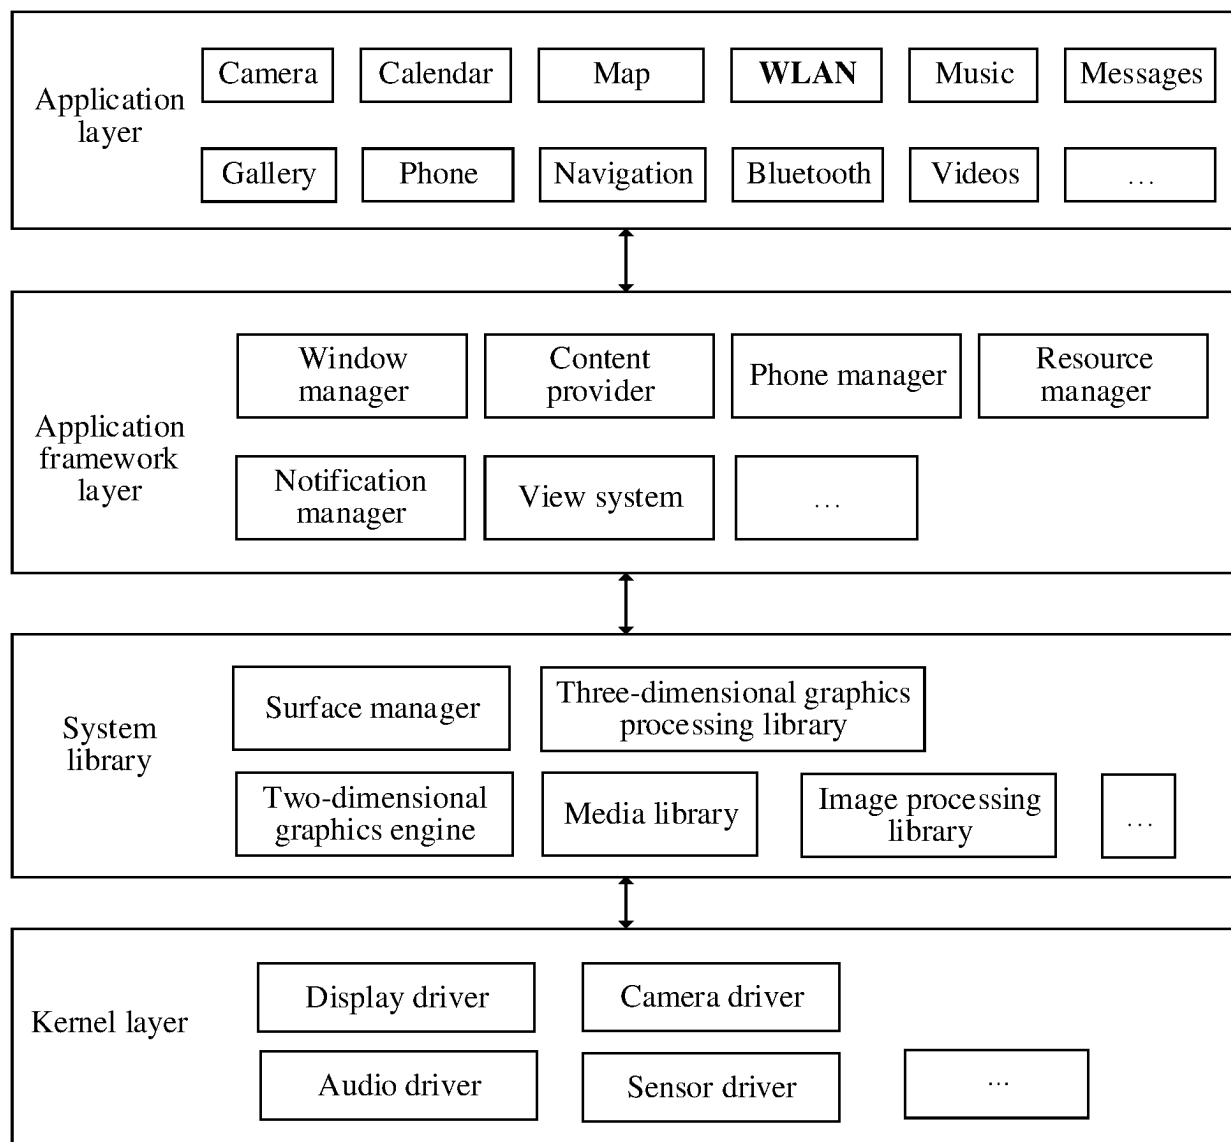 Application
layer
Camera
Calendar
Map
WLAN
Music
Messages
Gallery
Phone
Navigation
Bluetooth
Videos
...
Application
framework
layer
Window
manager
Content
provider
Phone manager
Resource
manager
Notification
manager
View system
...
System
library
Surface manager
Three-dimensional graphics
processing library
Two-dimensional
graphics engine
Media library
Image processing
library
...
Kernel layer
Display driver
Camera driver
Audio driver
Sensor driver
...